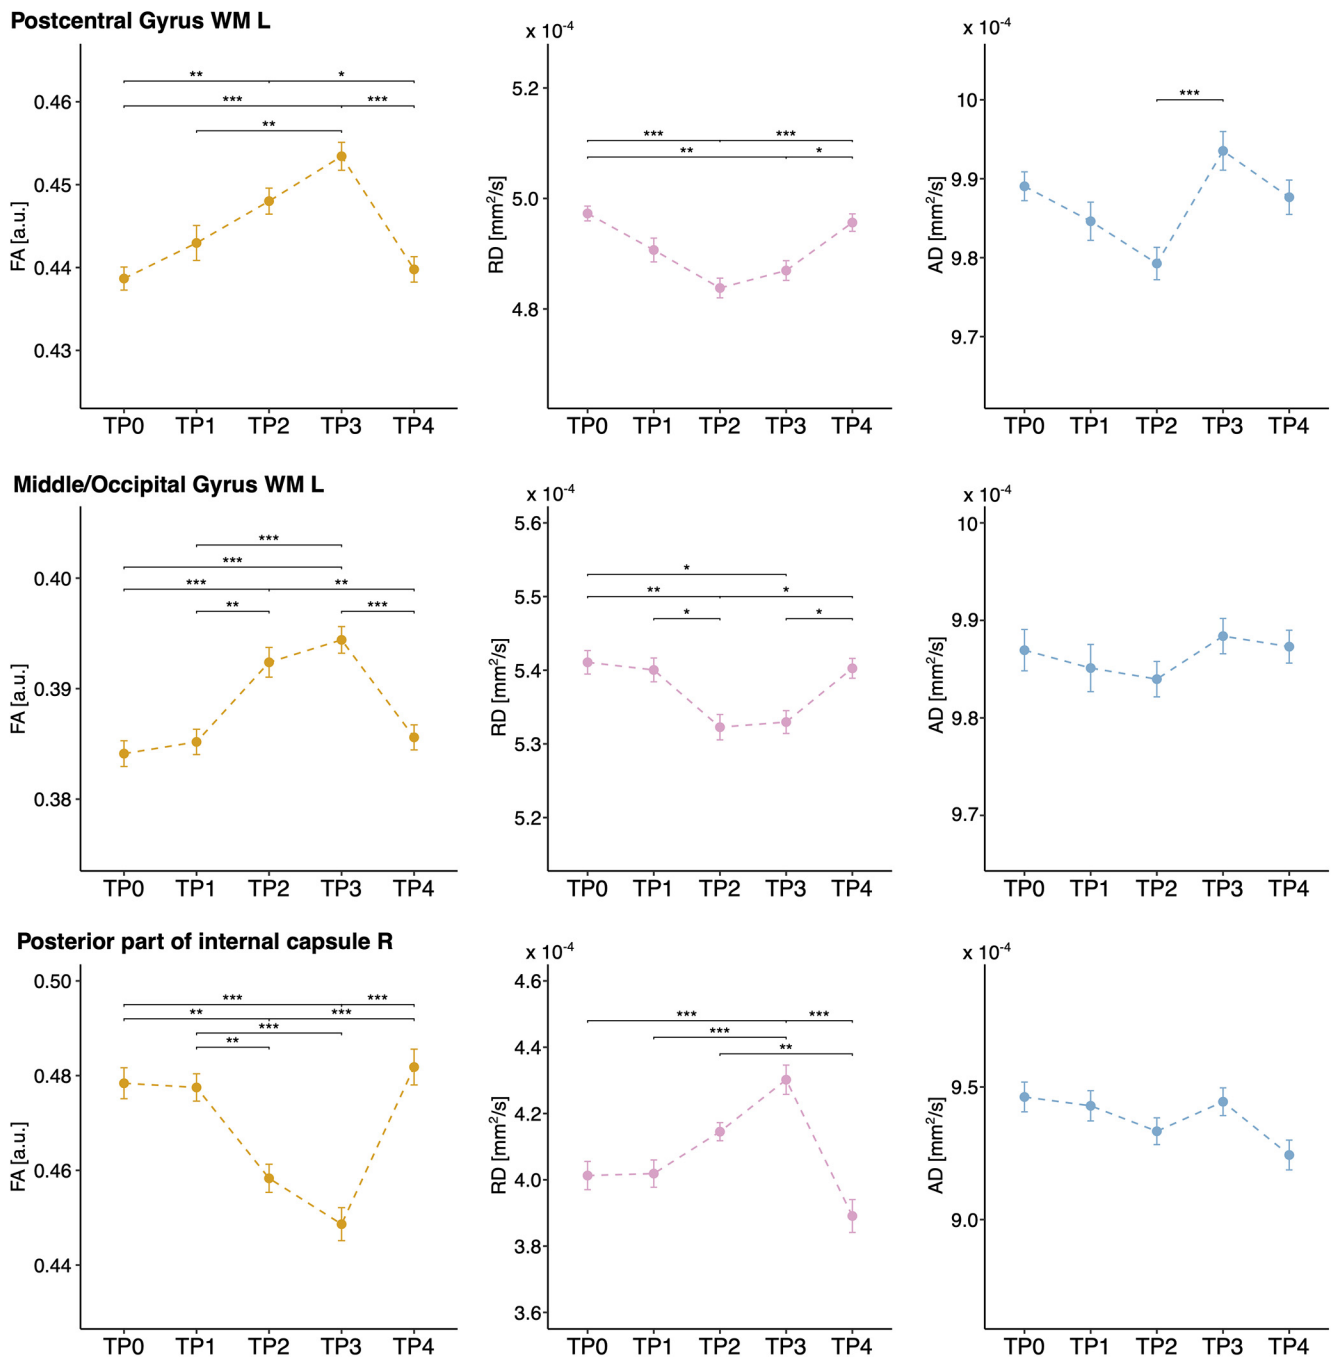 Postcentral Gyrus WM L
x 10⁻⁴
x 10⁻⁴
FA [a.u.]
0.46
0.45
0.44
0.43
** *
*** ***
**
TP0 TP1 TP2 TP3 TP4
RD [mm²/s]
5.2
5.0
4.8
*** ***
** *
TP0 TP1 TP2 TP3 TP4
AD [mm²/s]
10
9.9
9.8
9.7
***
TP0 TP1 TP2 TP3 TP4
Middle/Occipital Gyrus WM L
x 10⁻⁴
x 10⁻⁴
FA [a.u.]
0.40
0.39
0.38
***
***
*** **
** ***
TP0 TP1 TP2 TP3 TP4
RD [mm²/s]
5.6
5.5
5.4
5.3
5.2
*
** *
* *
TP0 TP1 TP2 TP3 TP4
AD [mm²/s]
10
9.9
9.8
9.7
TP0 TP1 TP2 TP3 TP4
Posterior part of internal capsule R
x 10⁻⁴
x 10⁻⁴
FA [a.u.]
0.50
0.48
0.46
0.44
*** ***
** ***
***
**
TP0 TP1 TP2 TP3 TP4
RD [mm²/s]
4.6
4.4
4.2
4.0
3.8
3.6
*** ***
***
**
TP0 TP1 TP2 TP3 TP4
AD [mm²/s]
9.5
9.0
TP0 TP1 TP2 TP3 TP4